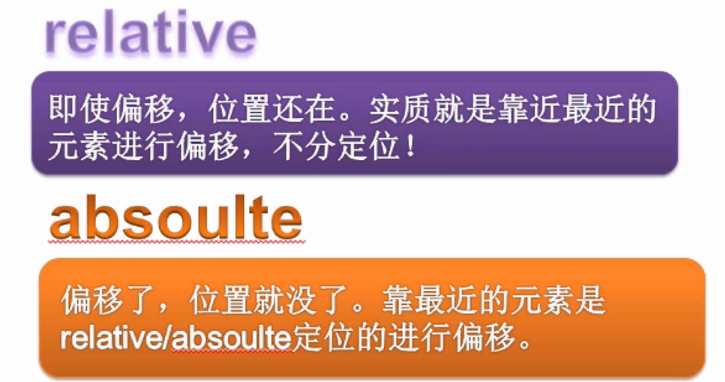 relative
即使偏移，位置还在。实质就是靠近最近的
元素进行偏移，不分定位！
absoulte
偏移了，位置就没了。靠最近的元素是
relative/absoulte定位的进行偏移。